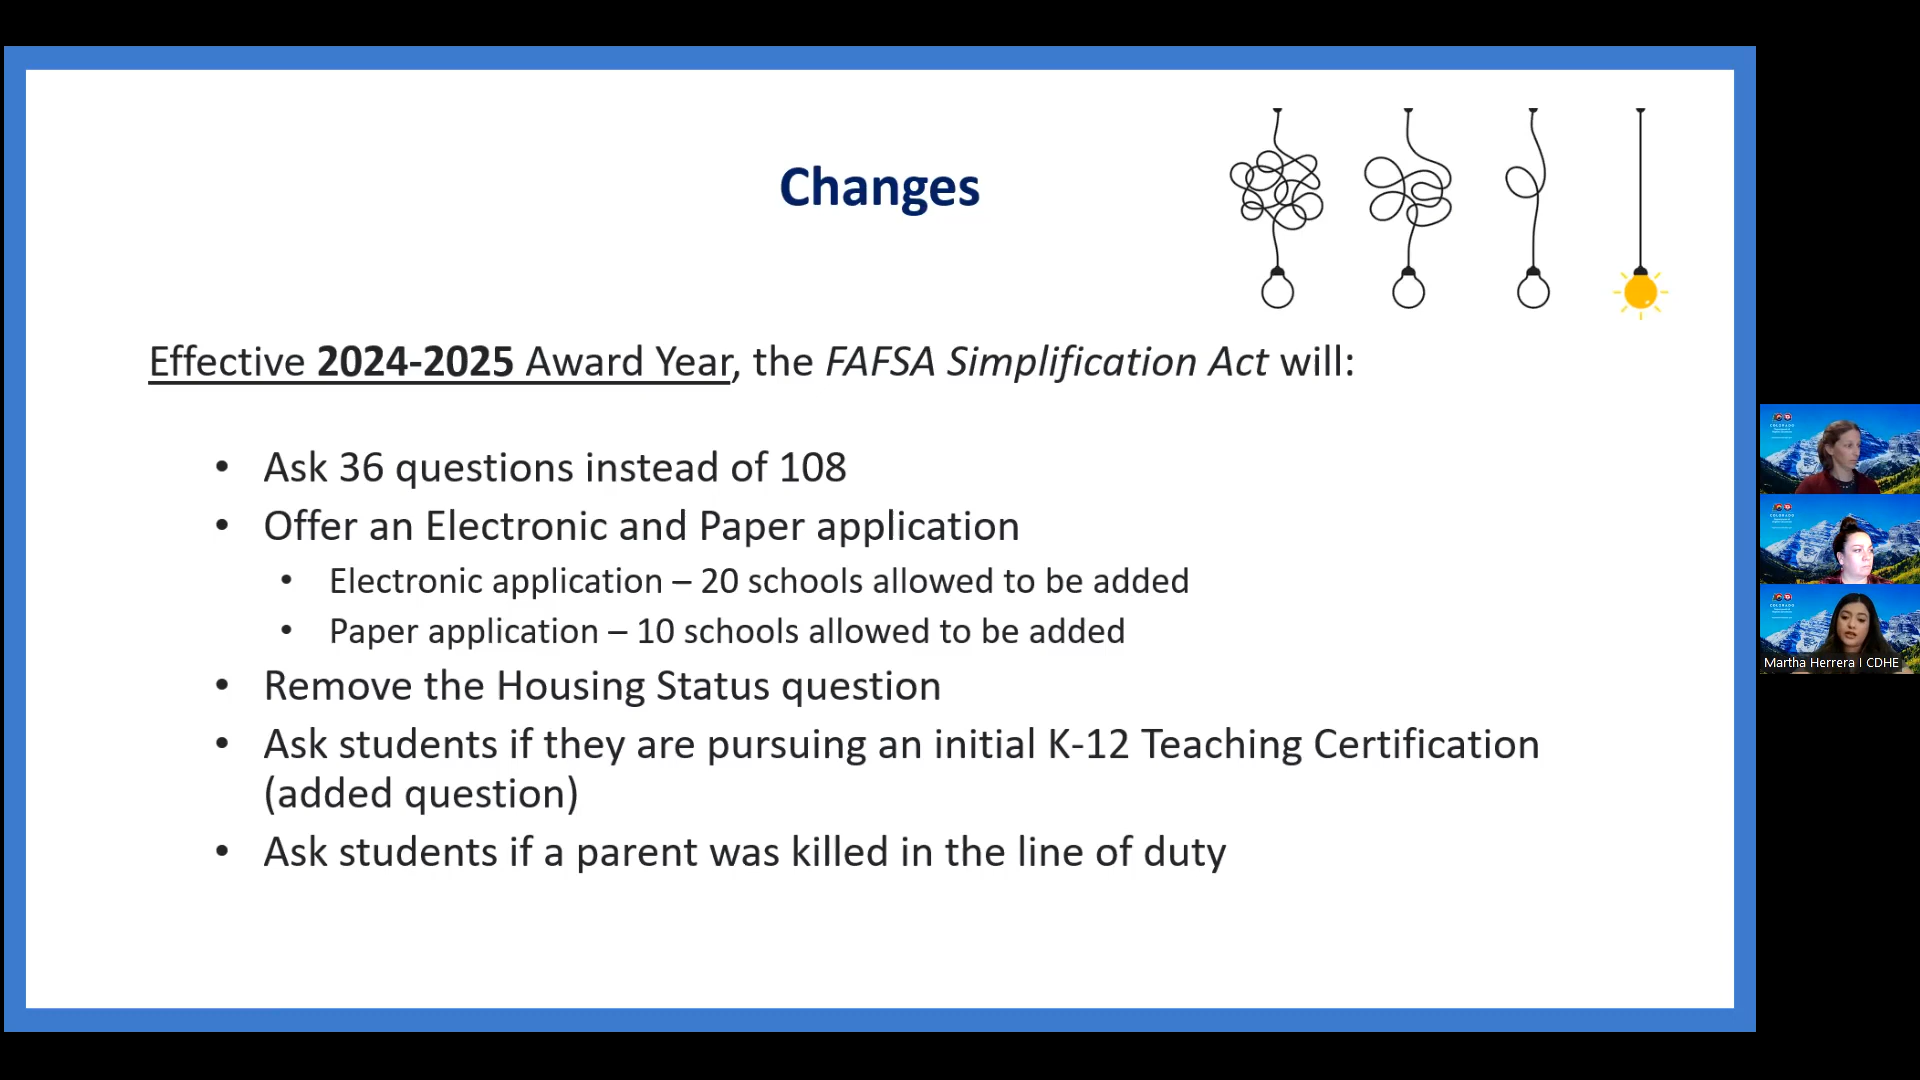 Changes
Effective 2024-2025 Award Year, the FAFSA Simplification Act will:
• Ask 36 questions instead of 108
• Offer an Electronic and Paper application
• Electronic application – 20 schools allowed to be added
• Paper application – 10 schools allowed to be added
• Remove the Housing Status question
• Ask students if they are pursuing an initial K-12 Teaching Certification
(added question)
• Ask students if a parent was killed in the line of duty
COLORADO
COLORADO
COLORADO
Martha Herrera I CDHE